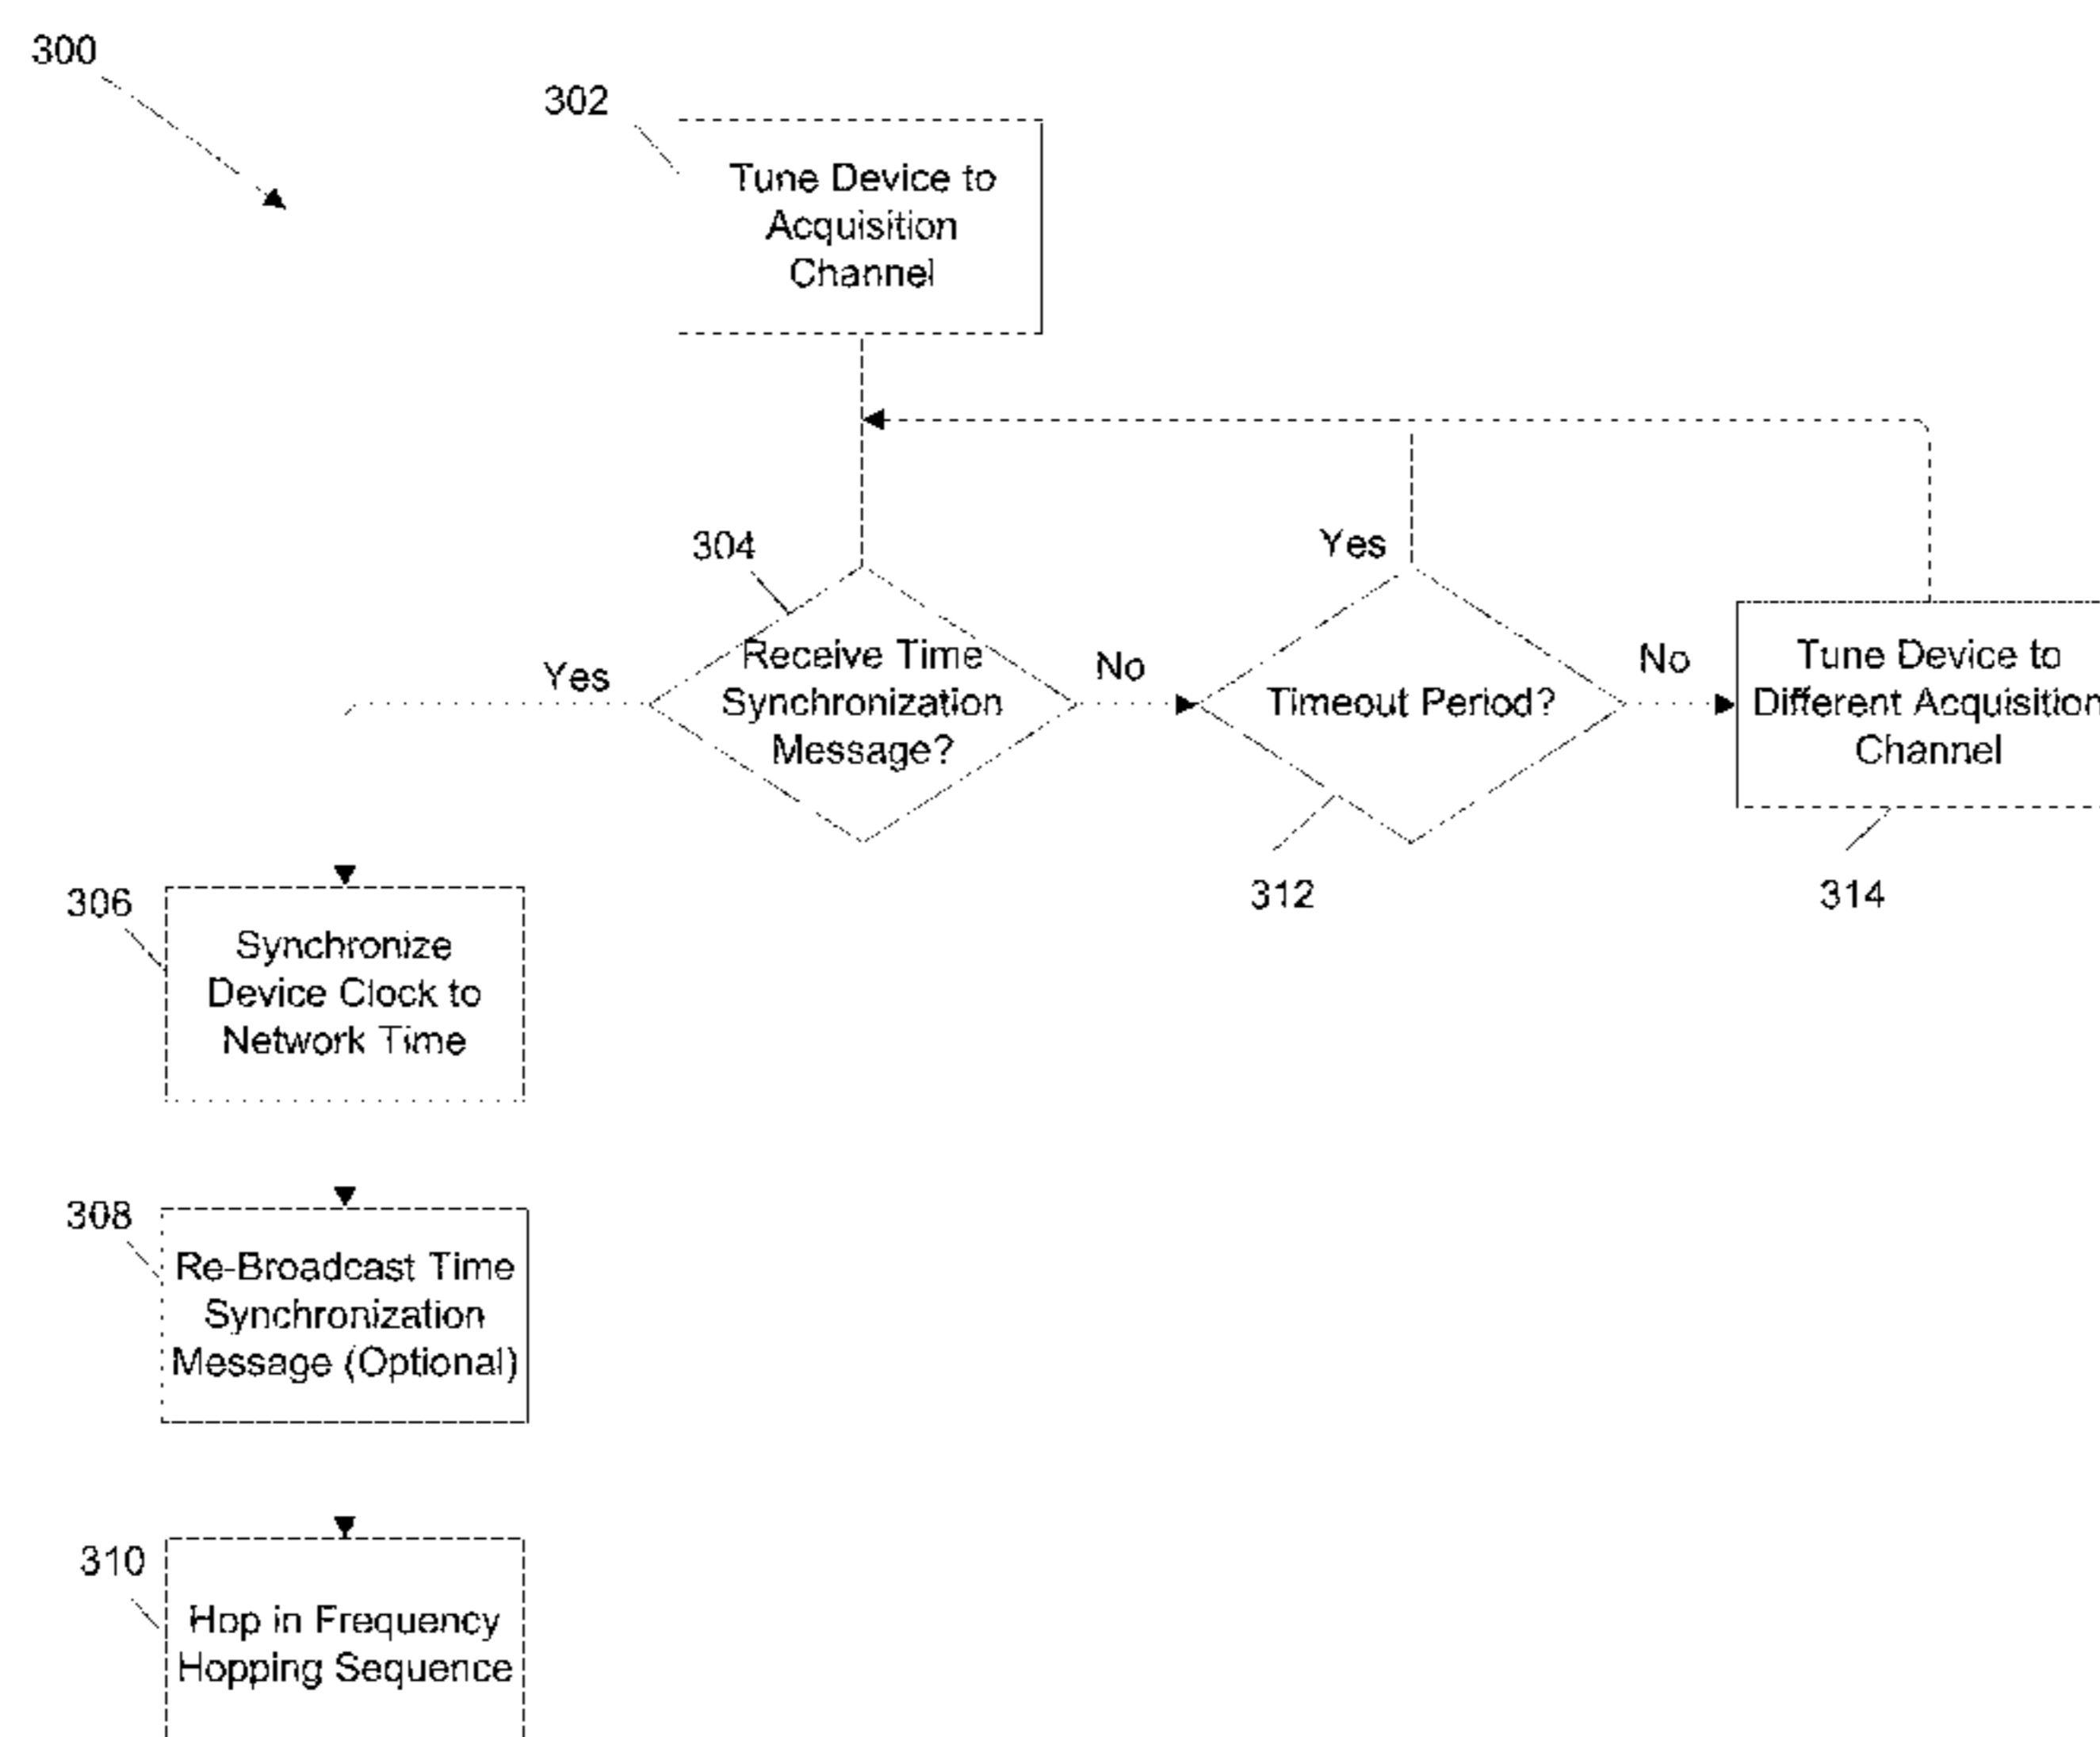 300
302
Tune Device to
Acquisition
Channel
304
Yes
Receive Time
Synchronization
Message?
Yes
No
Timeout Period?
No
Tune Device to
Different Acquisition
Channel
312
314
306
Synchronize
Device Clock to
Network Time
308
Re-Broadcast Time
Synchronization
Message (Optional)
310
Hop in Frequency
Hopping Sequence